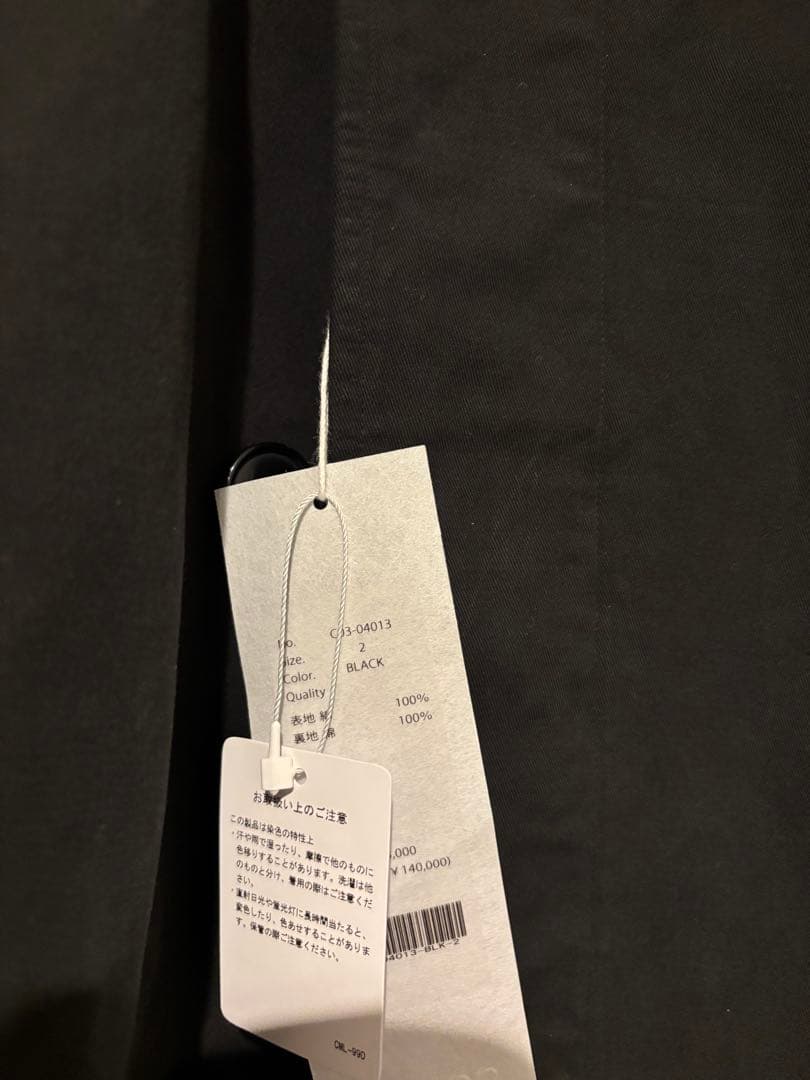 No. C03-04013
Size. 2
Color. BLACK
Quality
表地 綿 100%
裏地 綿 100%
,000
￥140,000)
04013-BLK-2
お取扱い上のご注意
この製品は染色の特性上
・汗や雨で湿ったり、摩擦で他のものに
色移りすることがあります。洗濯は他
のものと分け、着用の際はご注意くだ
さい。
・直射日光や蛍光灯に長時間当たると、
変色したり、色あせすることがありま
す。保管の際ご注意ください。
CML-990